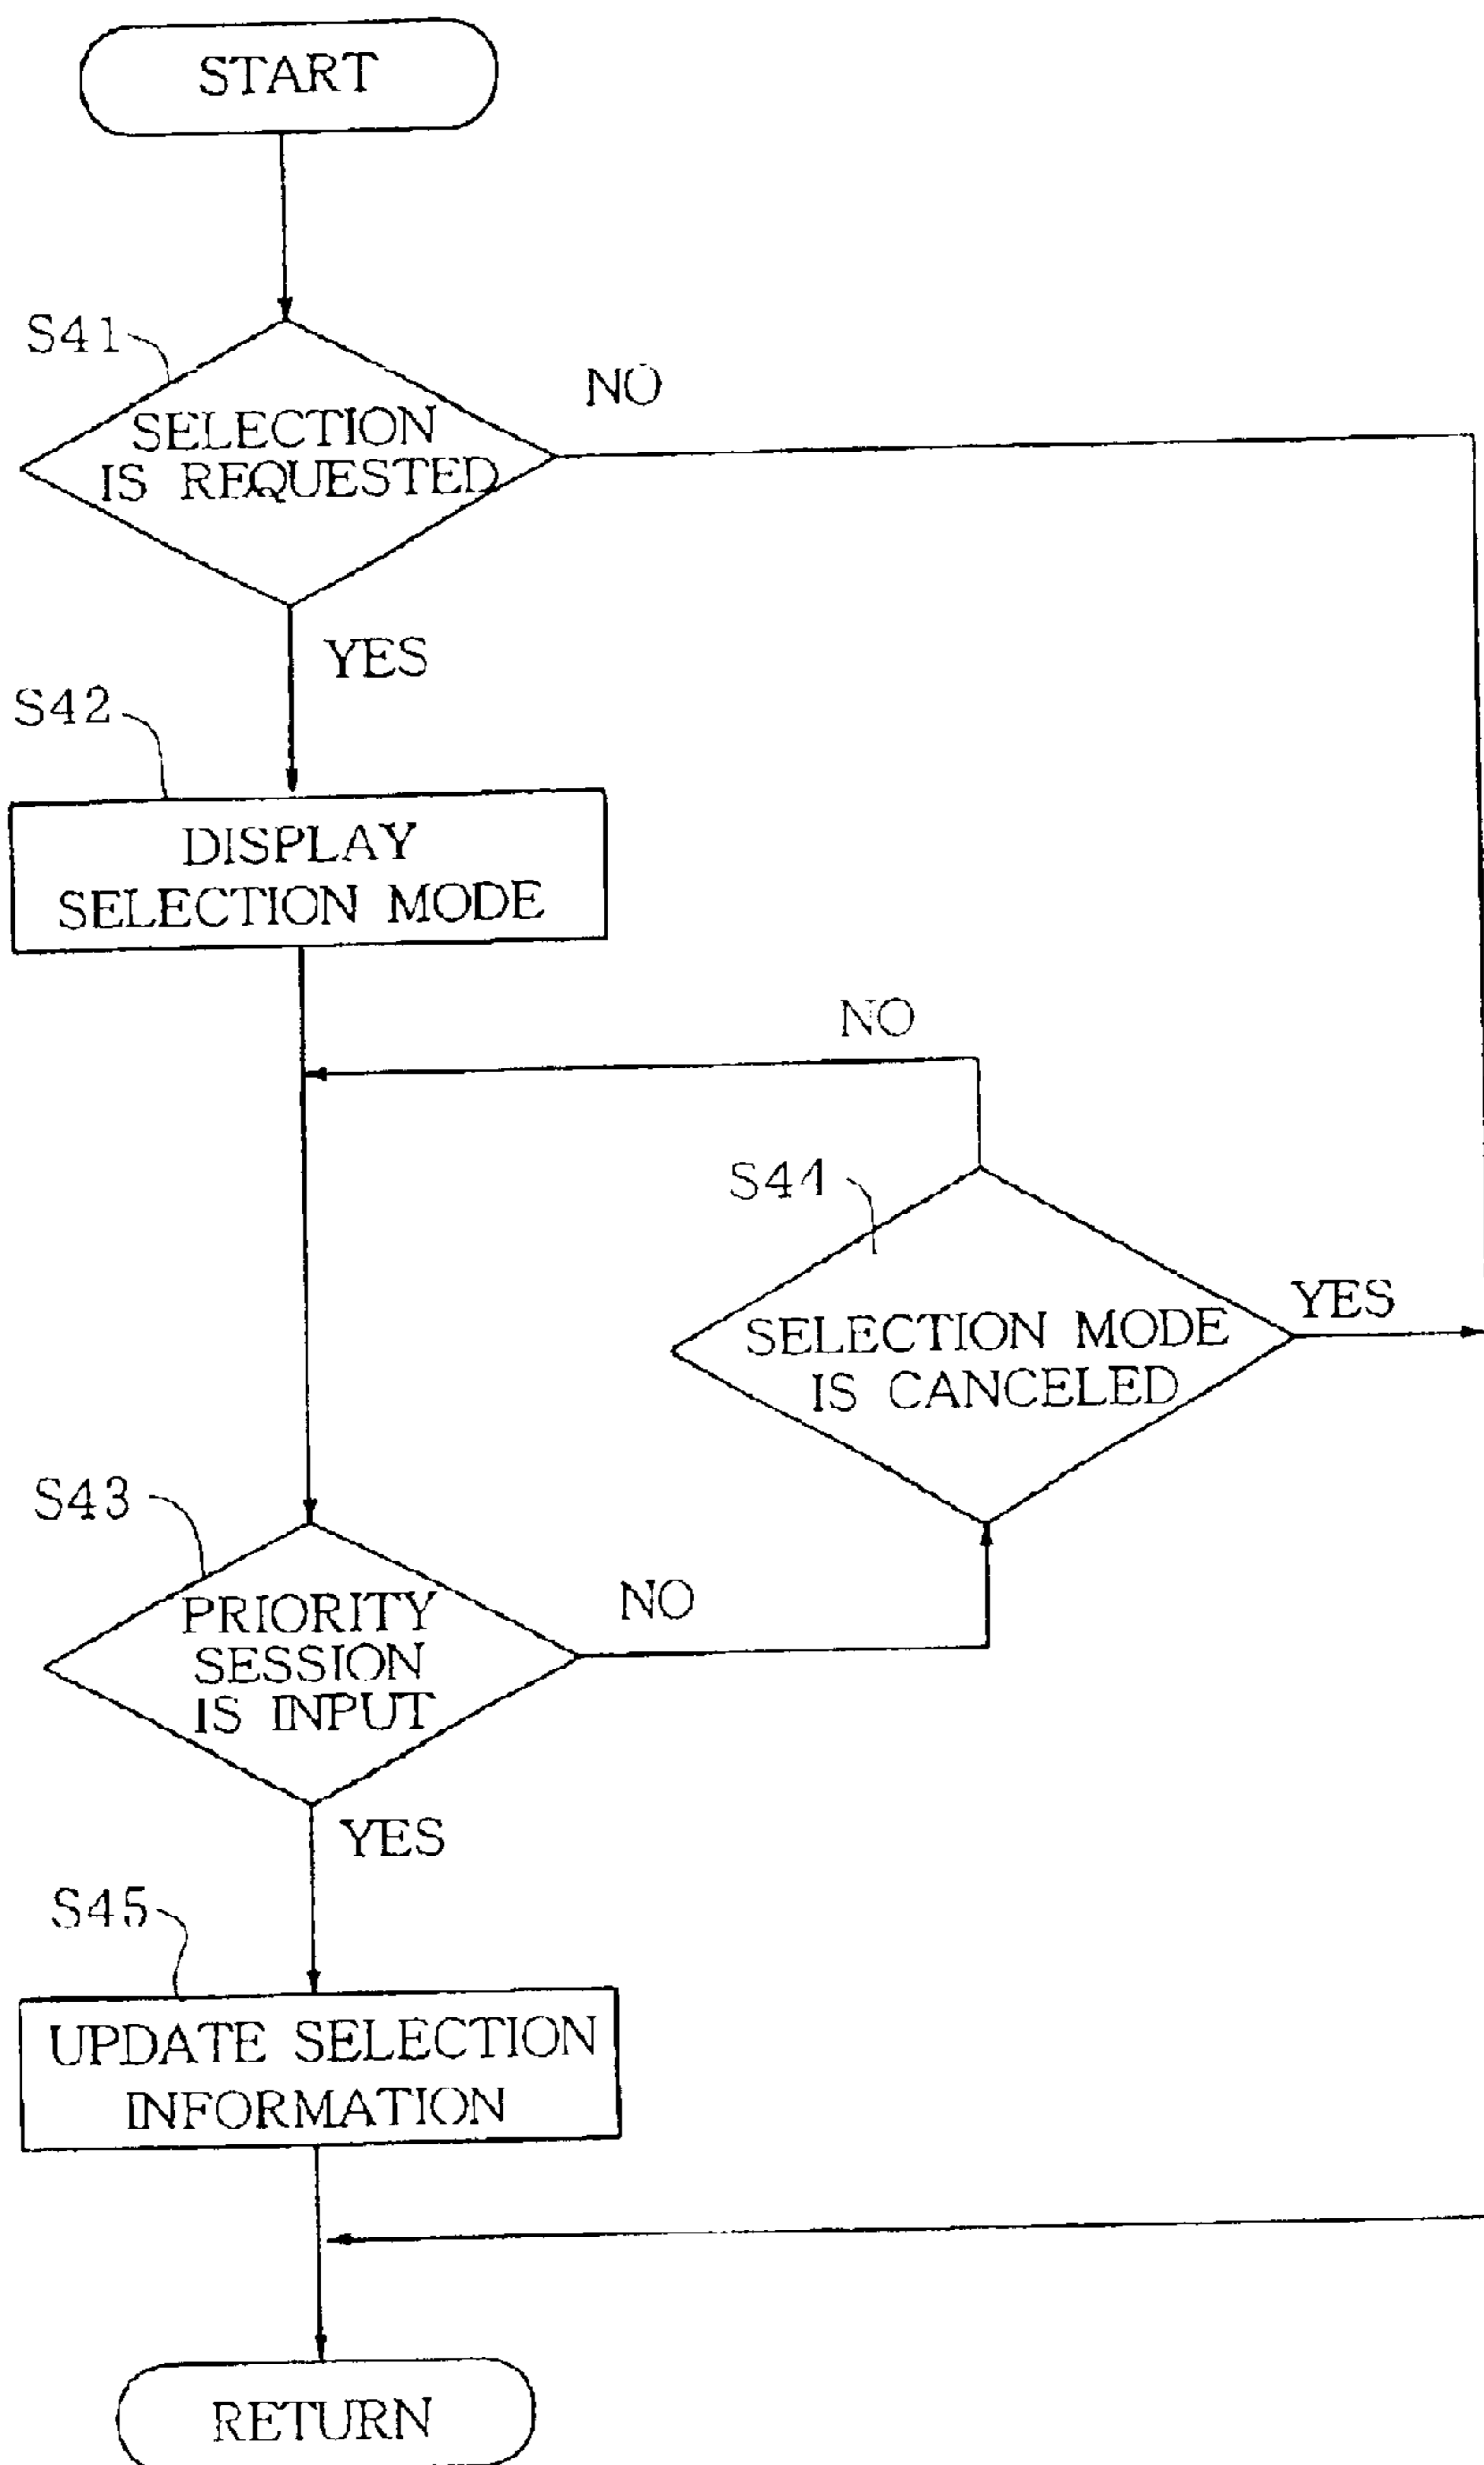 START
S41
NO
SELECTION
IS REQUESTED
YES
S42
DISPLAY
SELECTION MODE
NO
S44
SELECTION MODE
IS CANCELED
YES
S43
PRIORITY
SESSION
IS INPUT
NO
YES
S45
UPDATE SELECTION
INFORMATION
RETURN